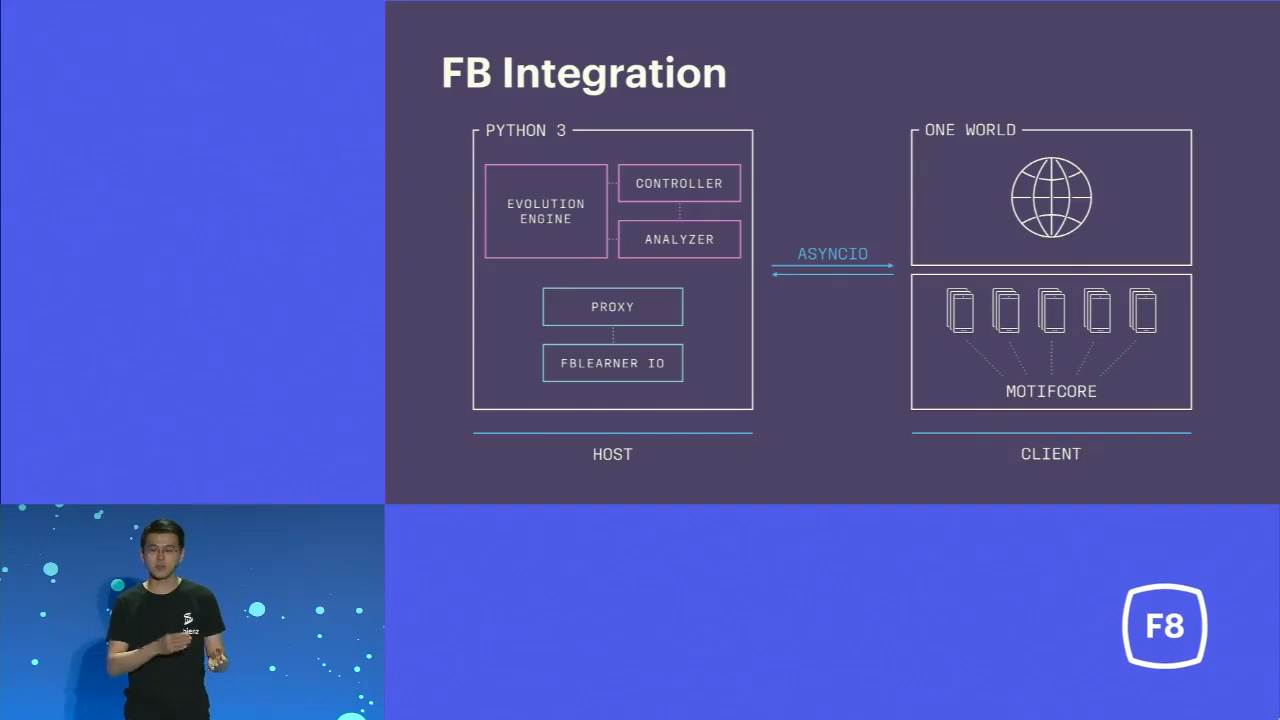 FB Integration
PYTHON 3
EVOLUTION
ENGINE
CONTROLLER
ANALYZER
PROXY
FBLEARNER IO
HOST
ASYNCIO
ONE WORLD
MOTIFCORE
CLIENT
F8